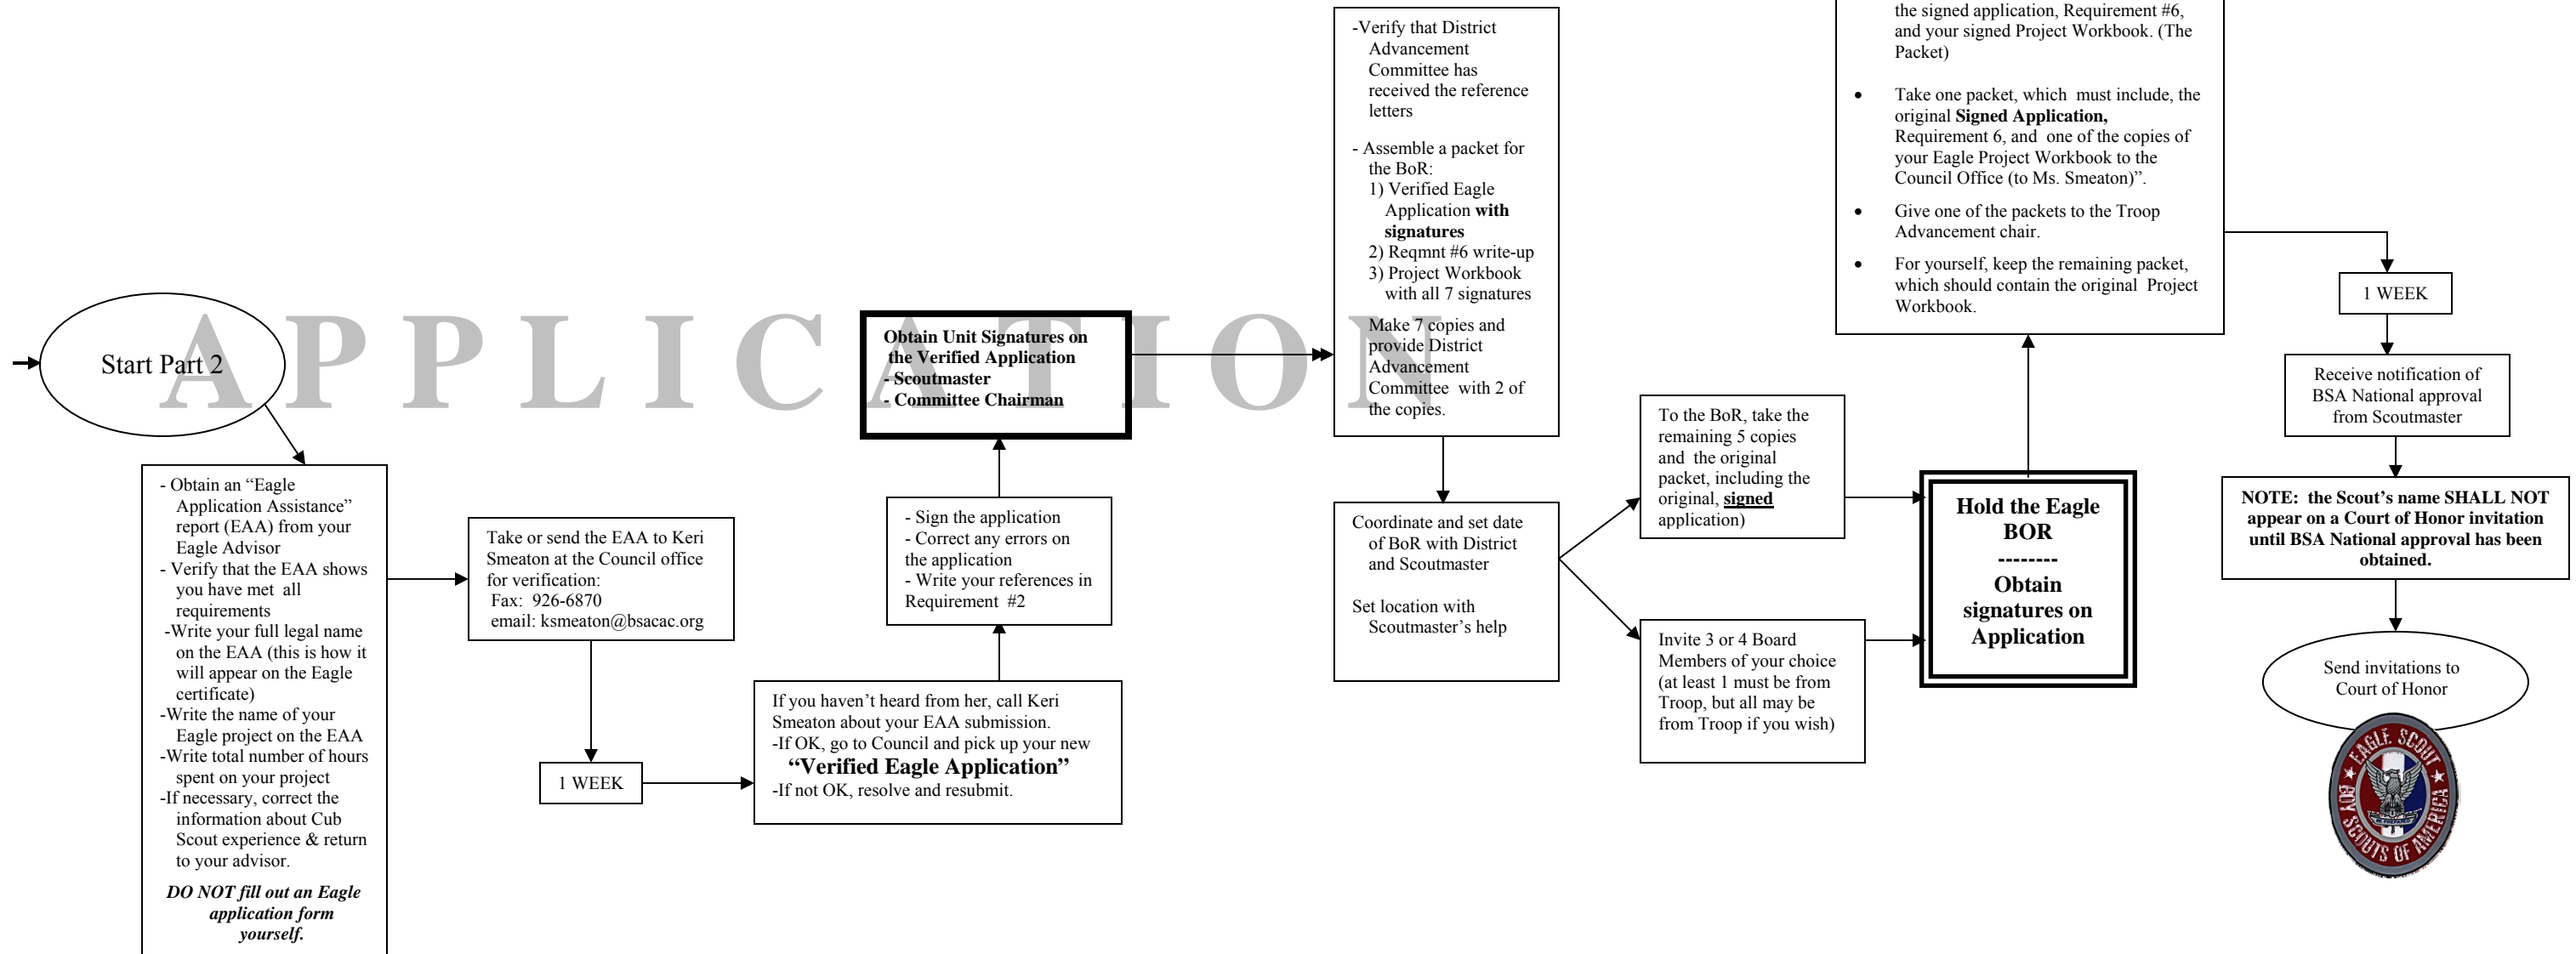 APPLICATION
Start Part 2
- Obtain an “Eagle
Application Assistance”
report (EAA) from your
Eagle Advisor
- Verify that the EAA shows
you have met all
requirements
-Write your full legal name
on the EAA (this is how it
will appear on the Eagle
certificate)
-Write the name of your
Eagle project on the EAA
-Write total number of hours
spent on your project
-If necessary, correct the
information about Cub
Scout experience & return
to your advisor.
DO NOT fill out an Eagle
application form
yourself.
Take or send the EAA to Keri
Smeaton at the Council office
for verification:
Fax: 926-6870
email: ksmeaton@bsacac.org
1 WEEK
If you haven’t heard from her, call Keri
Smeaton about your EAA submission.
-If OK, go to Council and pick up your new
“Verified Eagle Application”
-If not OK, resolve and resubmit.
- Sign the application
- Correct any errors on
the application
- Write your references in
Requirement #2
Obtain Unit Signatures on
the Verified Application
- Scoutmaster
- Committee Chairman
-Verify that District
Advancement
Committee has
received the reference
letters
- Assemble a packet for
the BoR:
1) Verified Eagle
Application with
signatures
2) Reqmnt #6 write-up
3) Project Workbook
with all 7 signatures
Make 7 copies and
provide District
Advancement
Committee with 2 of
the copies.
Coordinate and set date
of BoR with District
and Scoutmaster
Set location with
Scoutmaster’s help
To the BoR, take the
remaining 5 copies
and the original
packet, including the
original, signed
application)
Invite 3 or 4 Board
Members of your choice
(at least 1 must be from
Troop, but all may be
from Troop if you wish)
Hold the Eagle
BOR
--------
Obtain
signatures on
Application
the signed application, Requirement #6,
and your signed Project Workbook. (The
Packet)
• Take one packet, which must include, the
original Signed Application,
Requirement 6, and one of the copies of
your Eagle Project Workbook to the
Council Office (to Ms. Smeaton)”.
• Give one of the packets to the Troop
Advancement chair.
• For yourself, keep the remaining packet,
which should contain the original Project
Workbook.
1 WEEK
Receive notification of
BSA National approval
from Scoutmaster
NOTE: the Scout’s name SHALL NOT
appear on a Court of Honor invitation
until BSA National approval has been
obtained.
Send invitations to
Court of Honor
EAGLE SCOUT
BE PREPARED
BOY SCOUTS OF AMERICA